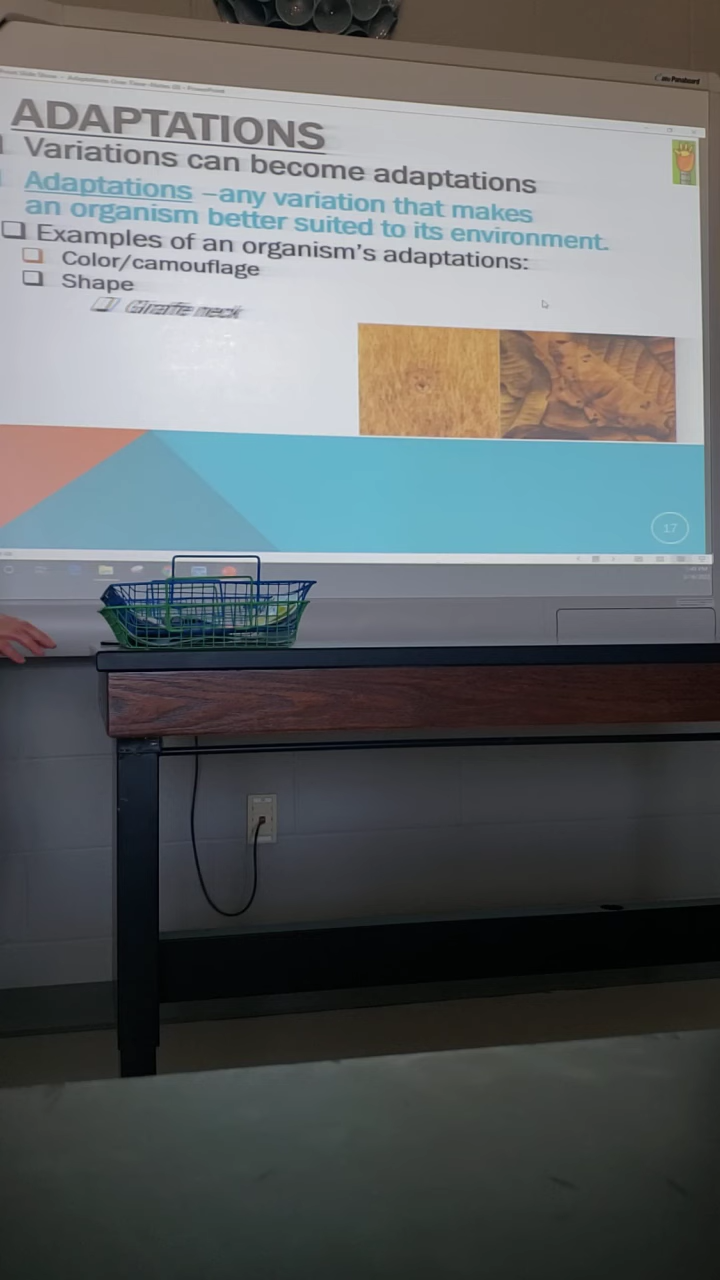 ADAPTATIONS
Variations can become adaptations
Adaptations –any variation that makes
an organism better suited to its environment.
Examples of an organism's adaptations:
Color/camouflage
Shape
Giraffe neck
17